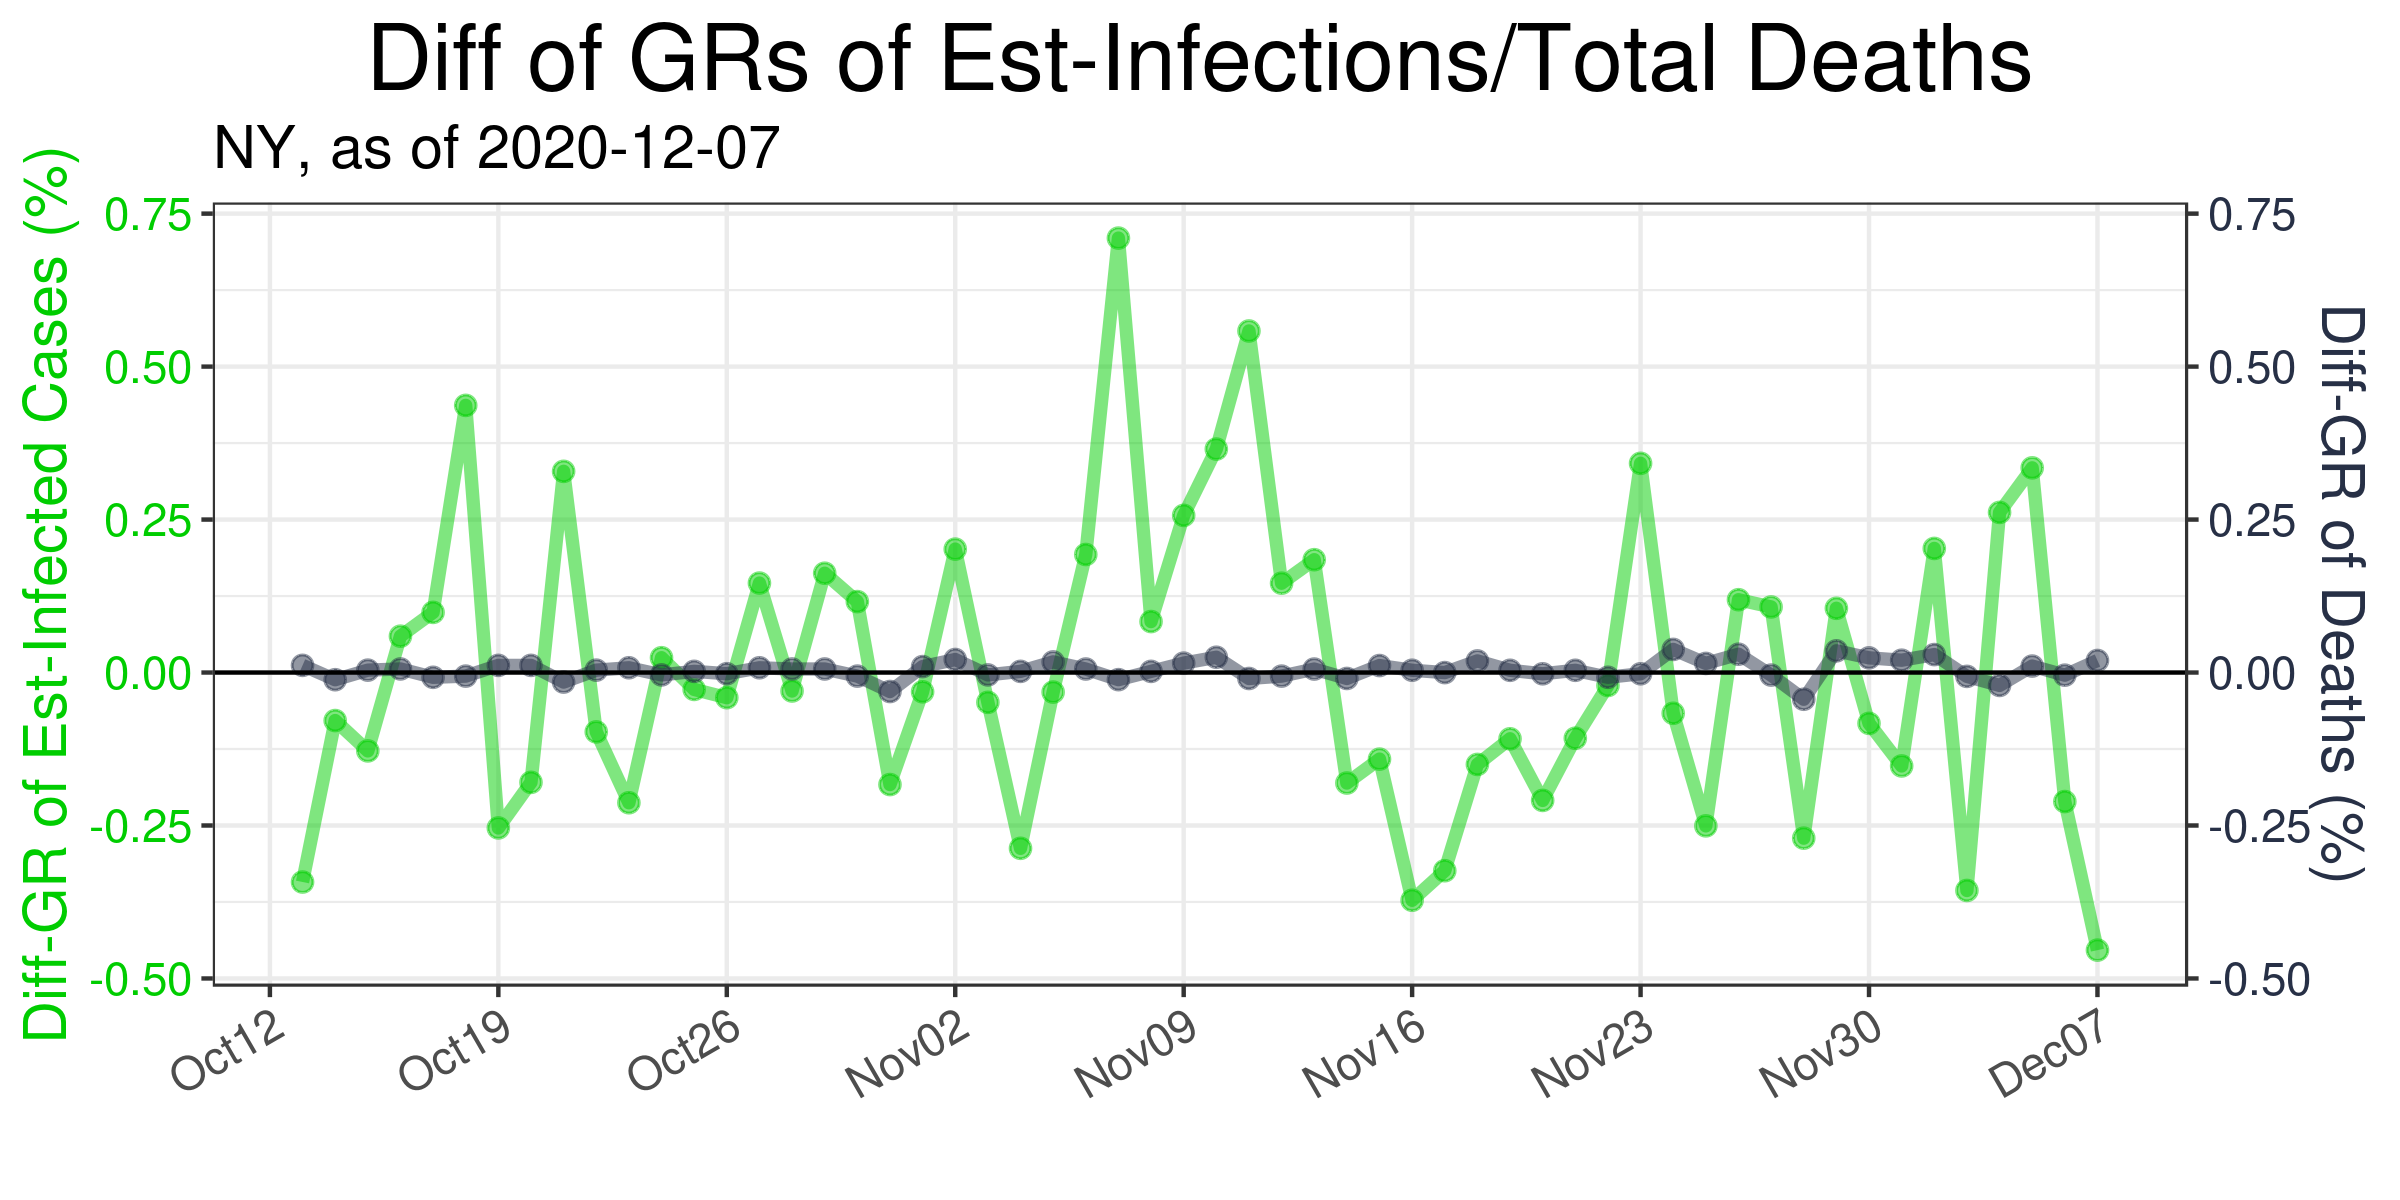 Diff of GRs of Est-Infections/Total Deaths
NY, as of 2020-12-07
Diff-GR of Est-Infected Cases (%)
0.75
0.50
0.25
0.00
-0.25
-0.50
0.75
0.50
0.25
0.00
-0.25
-0.50
Diff-GR of Deaths (%)
Oct12
Oct19
Oct26
Nov02
Nov09
Nov16
Nov23
Nov30
Dec07